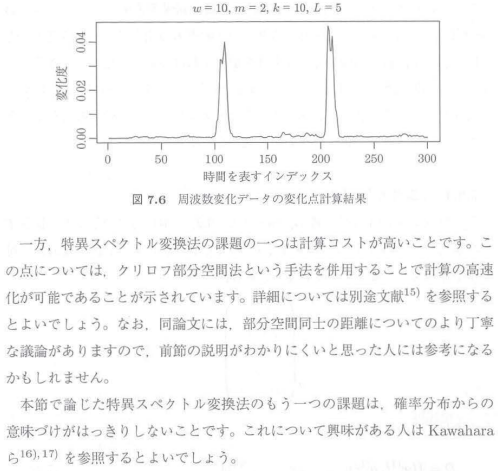 w = 10, m = 2, k = 10, L = 5
変化度
0.04
0.02
0.00
0 50 100 150 200 250 300
時間を表すインデックス
図 7.6 周波数変化データの変化点計算結果
一方，特異スペクトル変換法の課題の一つは計算コストが高いことです。こ
の点については，クリロフ部分空間法という手法を併用することで計算の高速
化が可能であることが示されています。詳細については別途文献15) を参照する
とよいでしょう。なお，同論文には，部分空間同士の距離についてのより丁寧
な議論がありますので，前節の説明がわかりにくいと思った人には参考になる
かもしれません。
本節で論じた特異スペクトル変換法のもう一つの課題は，確率分布からの
意味づけがはっきりしないことです。これについて興味がある人は Kawahara
ら16),17) を参照するとよいでしょう。